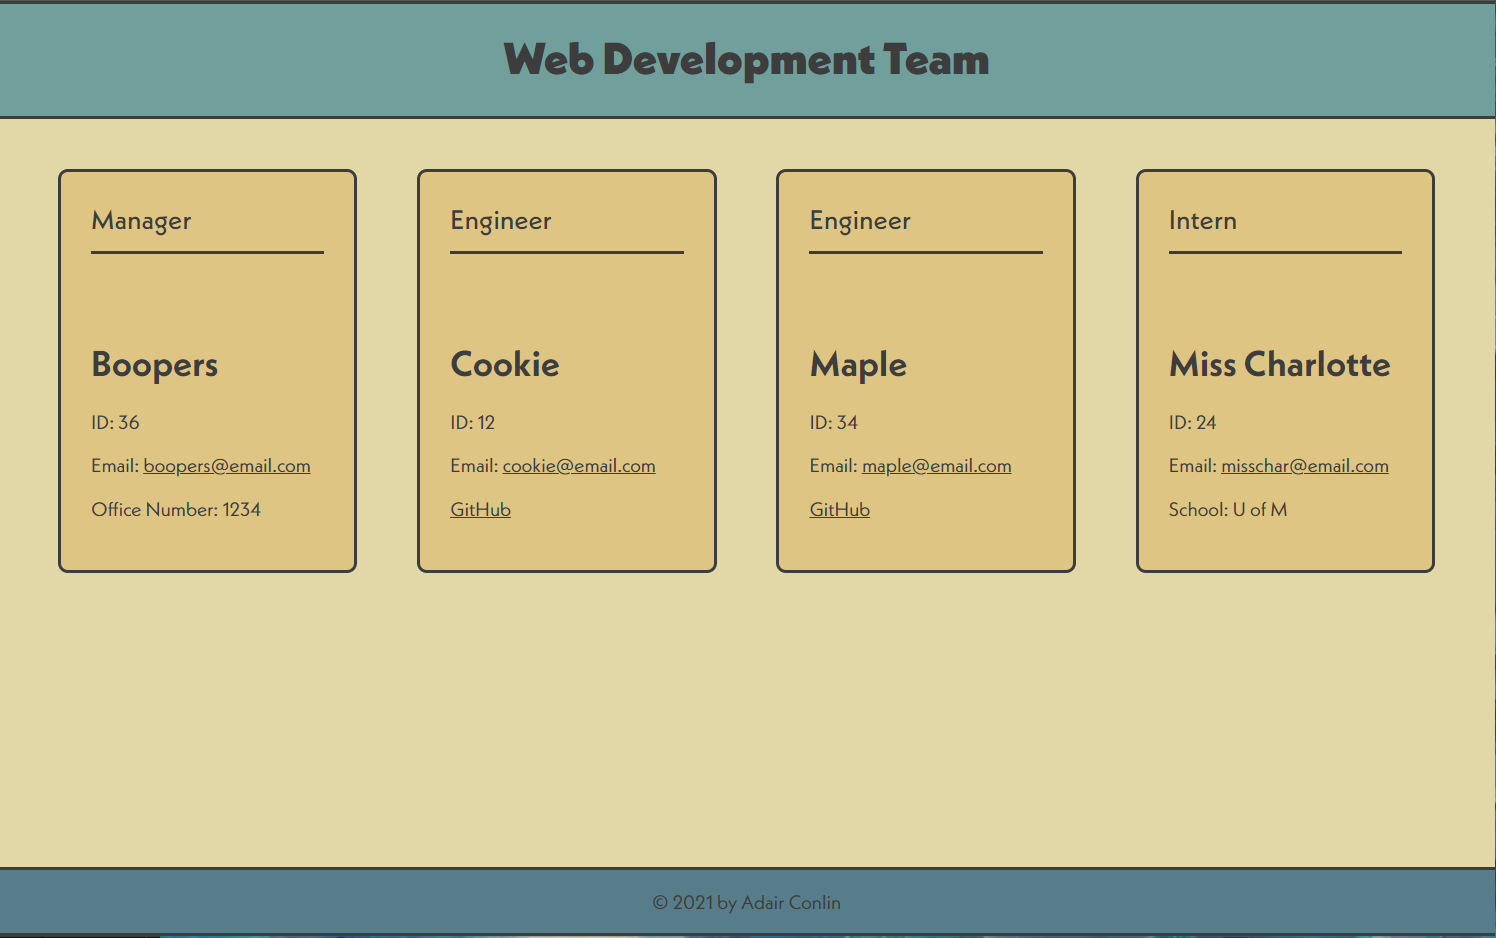 Web Development Team
Manager
Boopers
ID: 36
Email: boopers@email.com
Office Number: 1234
Engineer
Cookie
ID: 12
Email: cookie@email.com
GitHub
Engineer
Maple
ID: 34
Email: maple@email.com
GitHub
Intern
Miss Charlotte
ID: 24
Email: misschar@email.com
School: U of M
© 2021 by Adair Conlin